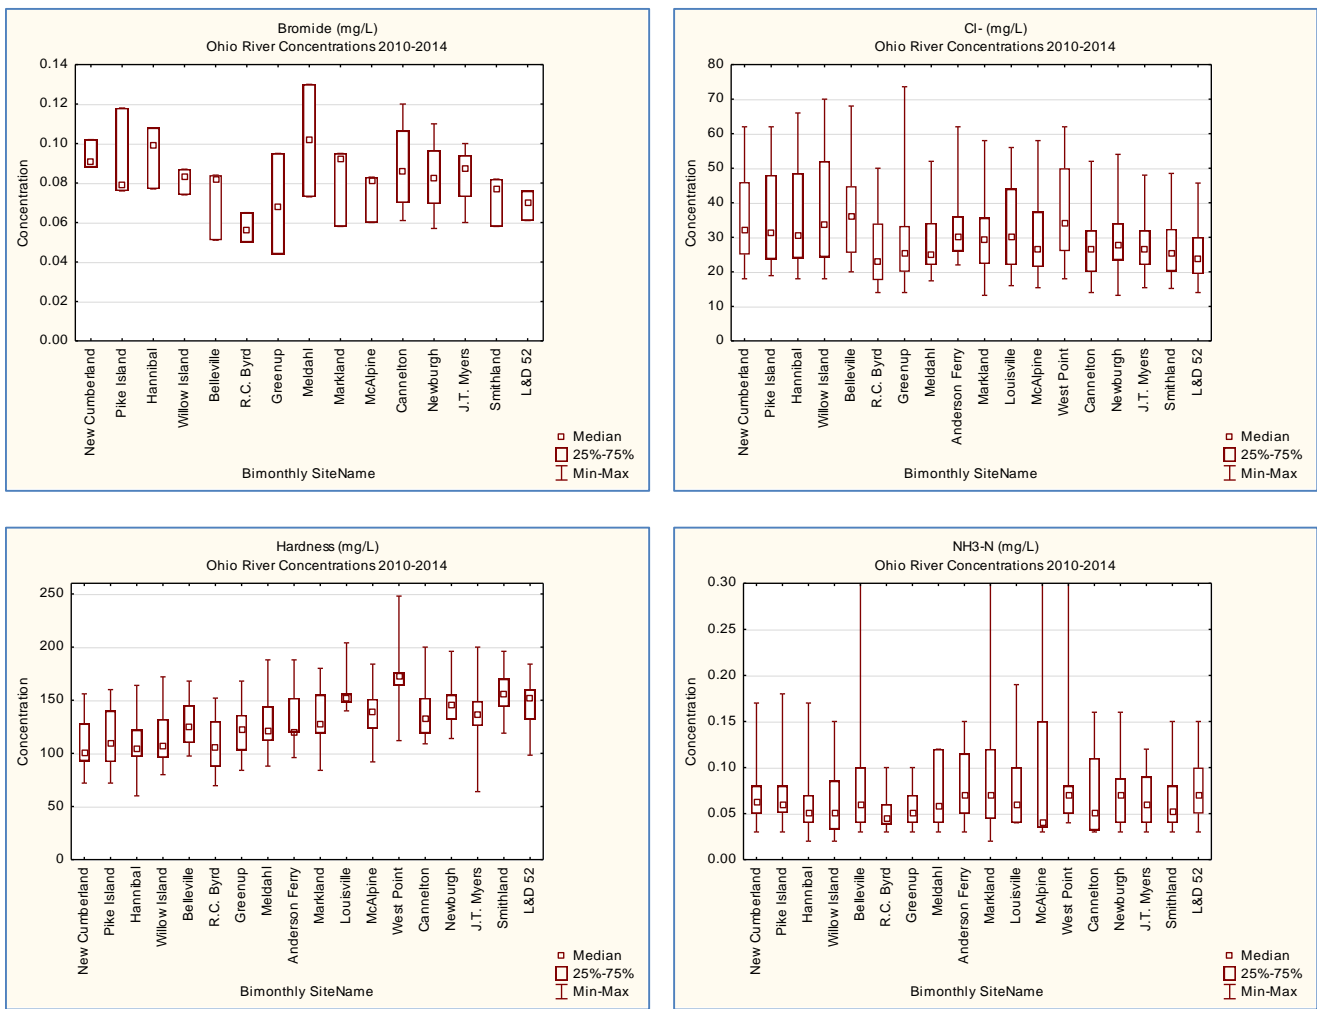 Bromide (mg/L)
Ohio River Concentrations 2010-2014
Concentration
0.14
0.12
0.10
0.08
0.06
0.04
0.02
0.00
New Cumberland
Pike Island
Hannibal
Willow Island
Belleville
R.C. Byrd
Greenup
Meldahl
Markland
McAlpine
Cannelton
Newburgh
J.T. Myers
Smithland
L&D 52
Bimonthly SiteName
Median
25%-75%
Min-Max
Cl- (mg/L)
Ohio River Concentrations 2010-2014
Concentration
80
70
60
50
40
30
20
10
0
New Cumberland
Pike Island
Hannibal
Willow Island
Belleville
R.C. Byrd
Greenup
Meldahl
Anderson Ferry
Markland
Louisville
McAlpine
West Point
Cannelton
Newburgh
J.T. Myers
Smithland
L&D 52
Bimonthly SiteName
Median
25%-75%
Min-Max
Hardness (mg/L)
Ohio River Concentrations 2010-2014
Concentration
250
200
150
100
50
0
New Cumberland
Pike Island
Hannibal
Willow Island
Belleville
R.C. Byrd
Greenup
Meldahl
Anderson Ferry
Markland
Louisville
McAlpine
West Point
Cannelton
Newburgh
J.T. Myers
Smithland
L&D 52
Bimonthly SiteName
Median
25%-75%
Min-Max
NH3-N (mg/L)
Ohio River Concentrations 2010-2014
Concentration
0.30
0.25
0.20
0.15
0.10
0.05
0.00
New Cumberland
Pike Island
Hannibal
Willow Island
Belleville
R.C. Byrd
Greenup
Meldahl
Anderson Ferry
Markland
Louisville
McAlpine
West Point
Cannelton
Newburgh
J.T. Myers
Smithland
L&D 52
Bimonthly SiteName
Median
25%-75%
Min-Max